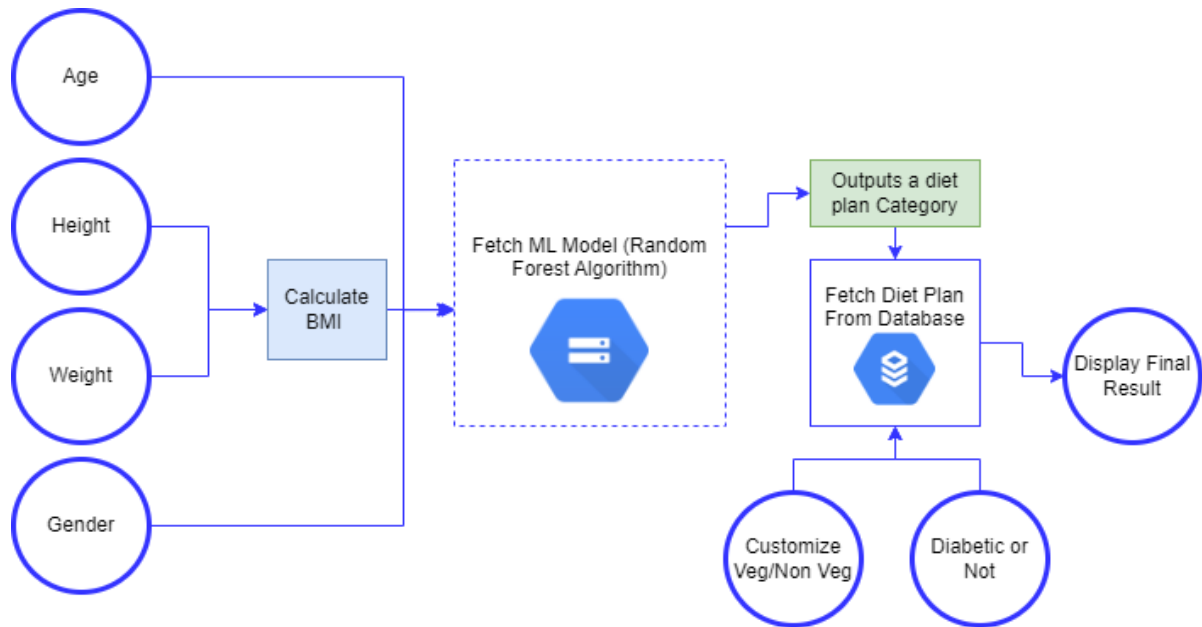 Age
Height
Weight
Gender
Calculate
BMI
Fetch ML Model (Random
Forest Algorithm)
Outputs a diet
plan Category
Fetch Diet Plan
From Database
Customize
Veg/Non Veg
Diabetic or
Not
Display Final
Result